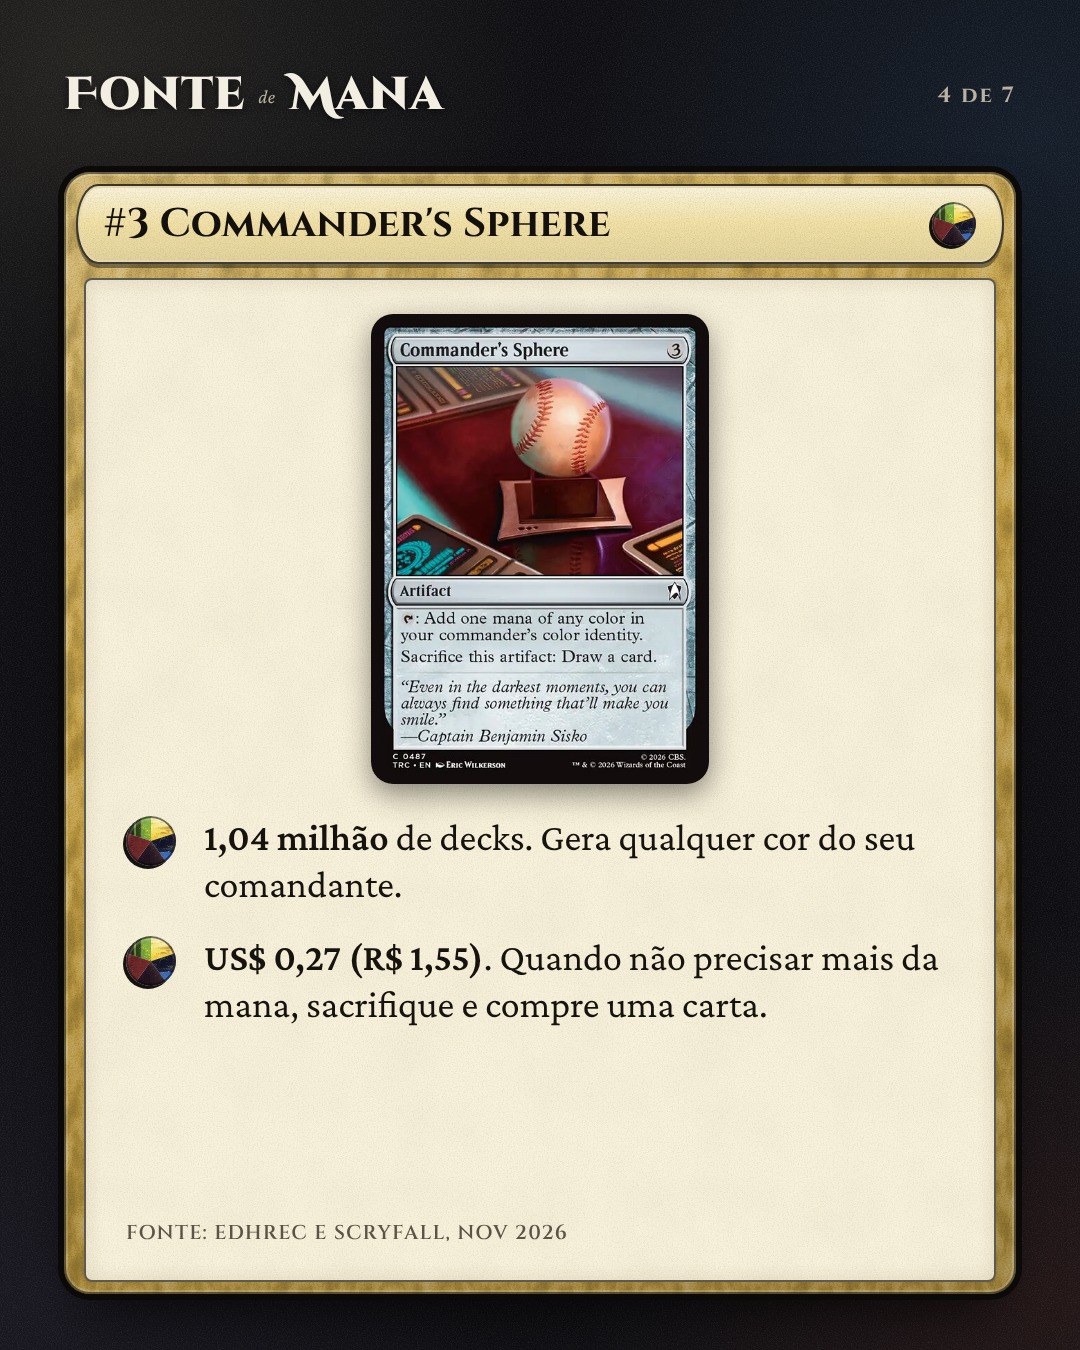 FONTE de MANA
4 DE 7
#3 COMMANDER'S SPHERE
Commander's Sphere 3
Artifact
: Add one mana of any color in
your commander's color identity.
Sacrifice this artifact: Draw a card.
"Even in the darkest moments, you can
always find something that'll make you
smile."
—Captain Benjamin Sisko
C 0487
TRC • EN ERIC WILKERSON
© 2026 CBS.
™ & © 2026 Wizards of the Coast
1,04 milhão de decks. Gera qualquer cor do seu
comandante.
US$ 0,27 (R$ 1,55). Quando não precisar mais da
mana, sacrifique e compre uma carta.
FONTE: EDHREC E SCRYFALL, NOV 2026